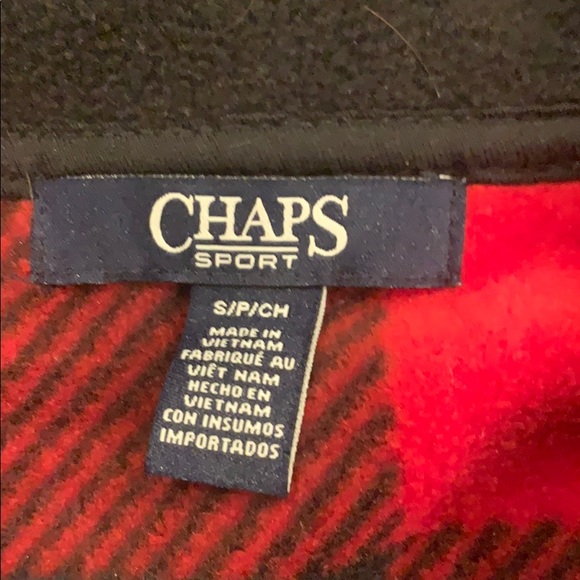 CHAPS
SPORT
S/P/CH
MADE IN
VIETNAM
FABRIQUÉ AU
VIÊT NAM
HECHO EN
VIETNAM
CON INSUMOS
IMPORTADOS